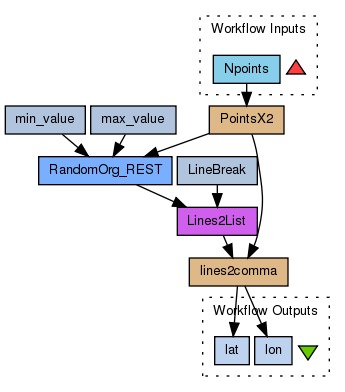 Workflow Inputs
Npoints
min_value
max_value
PointsX2
RandomOrg_REST
LineBreak
Lines2List
lines2comma
Workflow Outputs
lat
lon